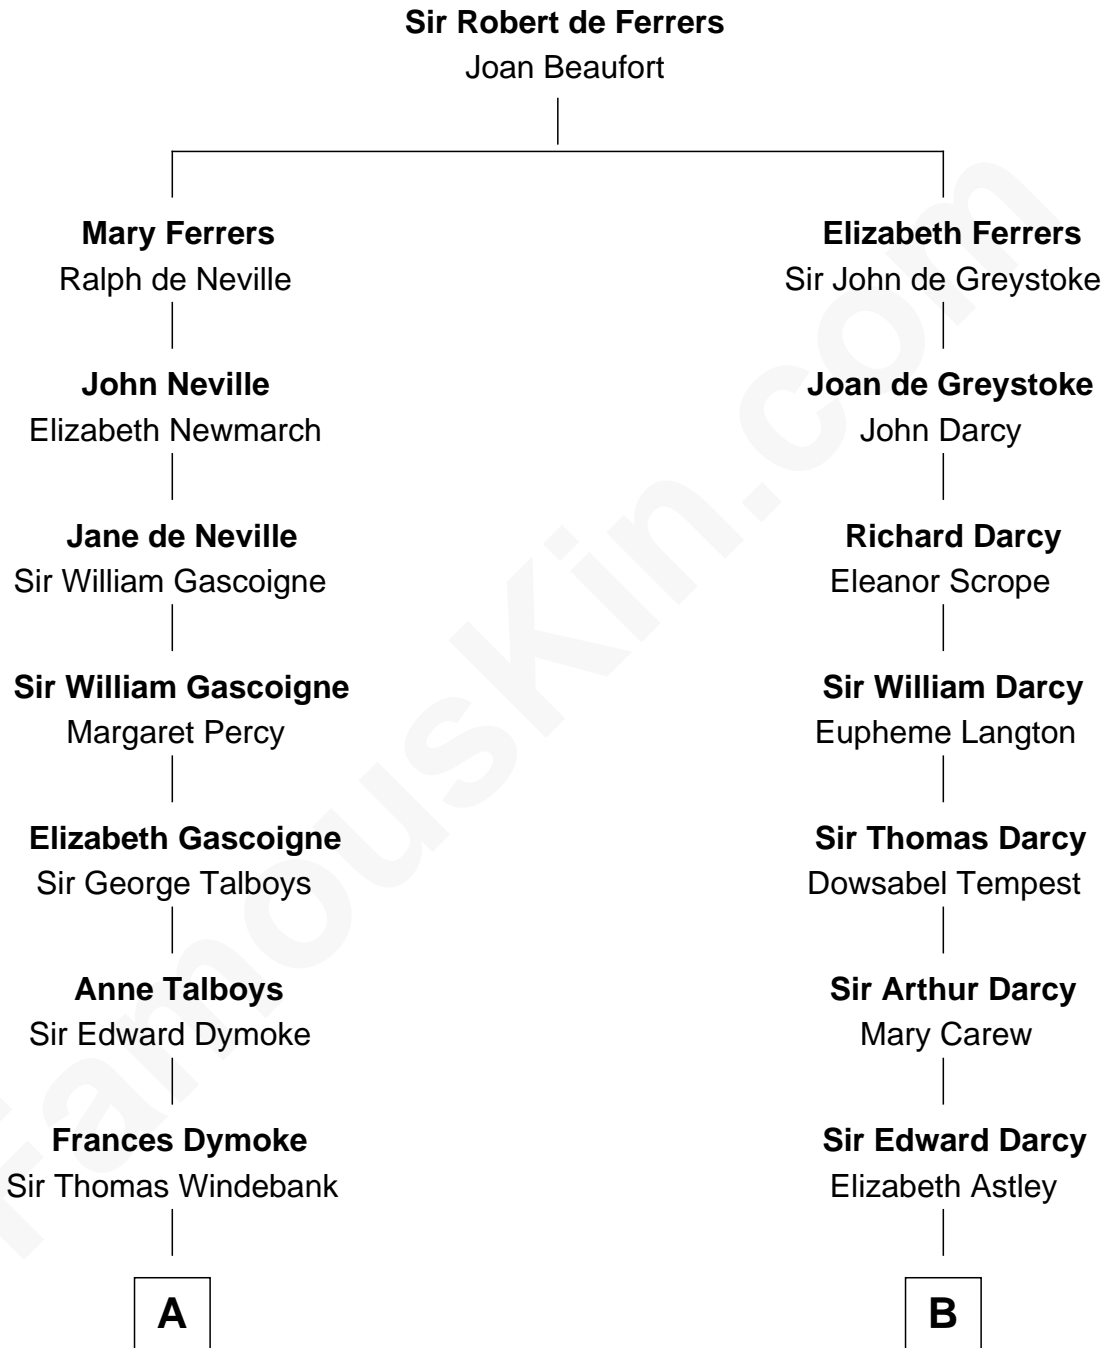 Sir Robert de Ferrers
Joan Beaufort
Mary Ferrers
Ralph de Neville
Elizabeth Ferrers
Sir John de Greystoke
John Neville
Elizabeth Newmarch
Joan de Greystoke
John Darcy
Jane de Neville
Sir William Gascoigne
Richard Darcy
Eleanor Scrope
Sir William Gascoigne
Margaret Percy
Sir William Darcy
Eupheme Langton
Elizabeth Gascoigne
Sir George Talboys
Sir Thomas Darcy
Dowsabel Tempest
Anne Talboys
Sir Edward Dymoke
Sir Arthur Darcy
Mary Carew
Frances Dymoke
Sir Thomas Windebank
Sir Edward Darcy
Elizabeth Astley
A
B
FamousKin.com